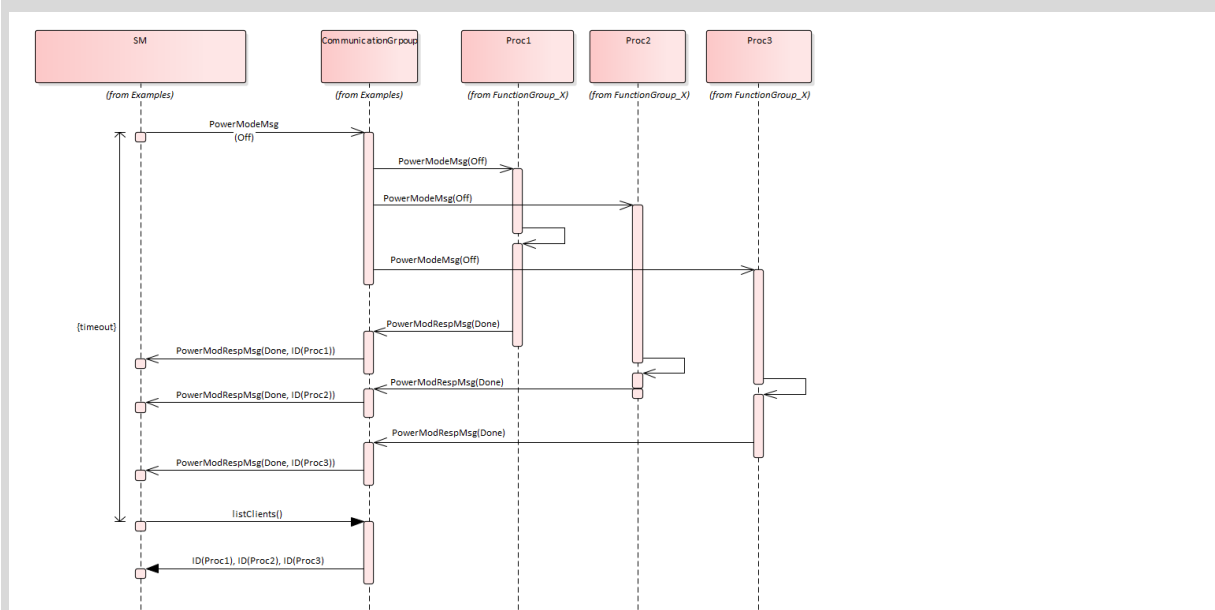 SM
CommunicationGrpoup
Proc1
Proc2
Proc3
(from Examples)
(from Examples)
(from FunctionGroup_X)
(from FunctionGroup_X)
(from FunctionGroup_X)
PowerModeMsg
(Off)
PowerModeMsg(Off)
PowerModeMsg(Off)
PowerModeMsg(Off)
{timeout}
PowerModRespMsg(Done)
PowerModRespMsg(Done, ID(Proc1))
PowerModRespMsg(Done)
PowerModRespMsg(Done, ID(Proc2))
PowerModRespMsg(Done)
PowerModRespMsg(Done, ID(Proc3))
listClients()
ID(Proc1), ID(Proc2), ID(Proc3)